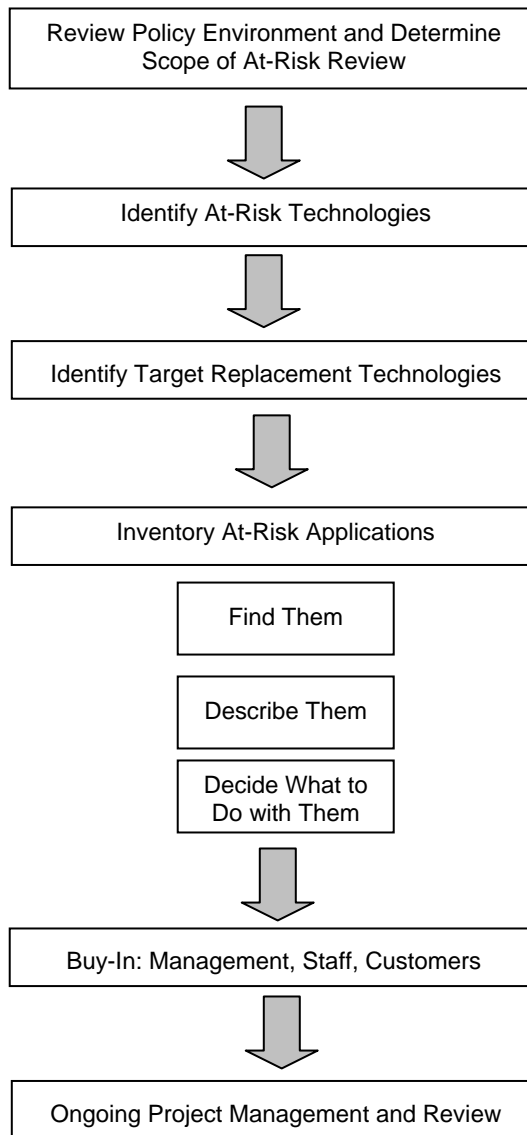 Review Policy Environment and Determine
Scope of At-Risk Review
Identify At-Risk Technologies
Identify Target Replacement Technologies
Inventory At-Risk Applications
Find Them
Describe Them
Decide What to
Do with Them
Buy-In: Management, Staff, Customers
Ongoing Project Management and Review